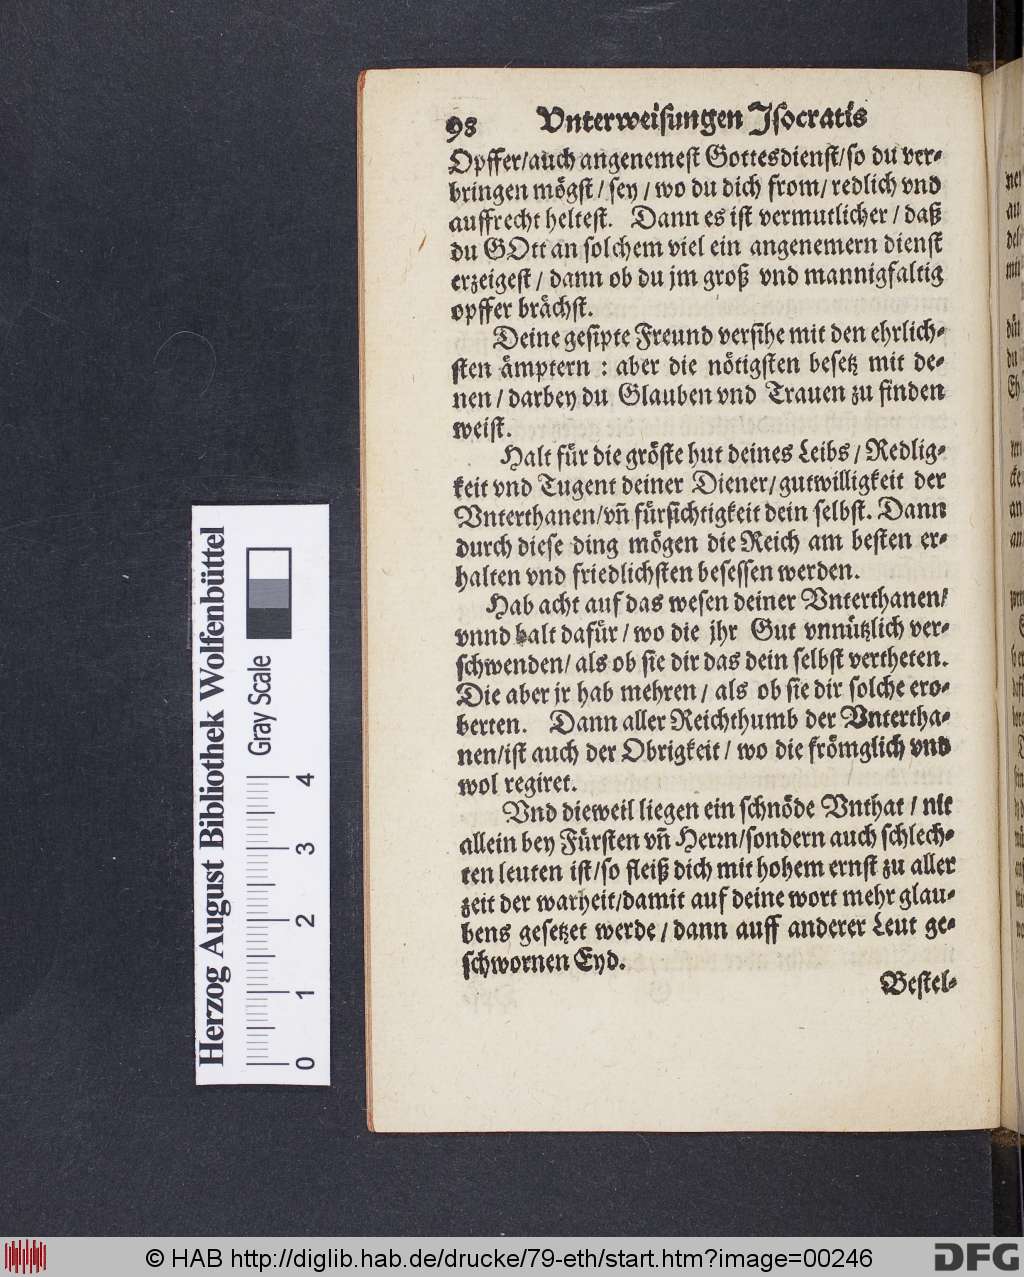 98 Vnterweisungen Jsocratis
Opffer/auch angenemest Gottesdienst/so du ver-
bringen mögst / sey / wo du dich from / redlich vnd
auffrecht heltest. Dann es ist vermutlicher / daß
du GOtt an solchem viel ein angenemern dienst
erzeigest / dann ob du jm groß vnd mannigfaltig
opffer brächst.
Deine gesipte Freund versihe mit den ehrlich-
sten ämptern : aber die nötigsten besetz mit de-
nen / darbey du Glauben vnd Trauen zu finden
weist.
Halt für die gröste hut deines Leibs / Redlig-
keit vnd Tugent deiner Diener/gutwilligkeit der
Vnterthanen/vn̄ fürsichtigkeit dein selbst. Dann
durch diese ding mögen die Reich am besten er-
halten vnd friedlichsten besessen werden.
Hab acht auf das wesen deiner Vnterthanen/
vnnd halt dafür / wo die jhr Gut vnnützlich ver-
schwenden/ als ob sie dir das dein selbst vertheten.
Die aber jr hab mehren / als ob sie dir solche ero-
berten. Dann aller Reichthumb der Vntertha-
nen/ist auch der Obrigkeit / wo die frömglich vnd
wol regiret.
Vnd dieweil liegen ein schnöde Vnthat / nit
allein bey Fürsten vn̄ Herꝛn/sondern auch schlech-
ten leuten ist/so fleiß dich mit hohem ernst zu aller
zeit der warheit/damit auf deine wort mehr glau-
bens gesetzet werde / dann auff anderer Leut ge-
schwornen Eyd.
Bestel-
Herzog August Bibliothek Wolfenbüttel
Gray Scale
0 1 2 3 4
© HAB http://diglib.hab.de/drucke/79-eth/start.htm?image=00246
DFG